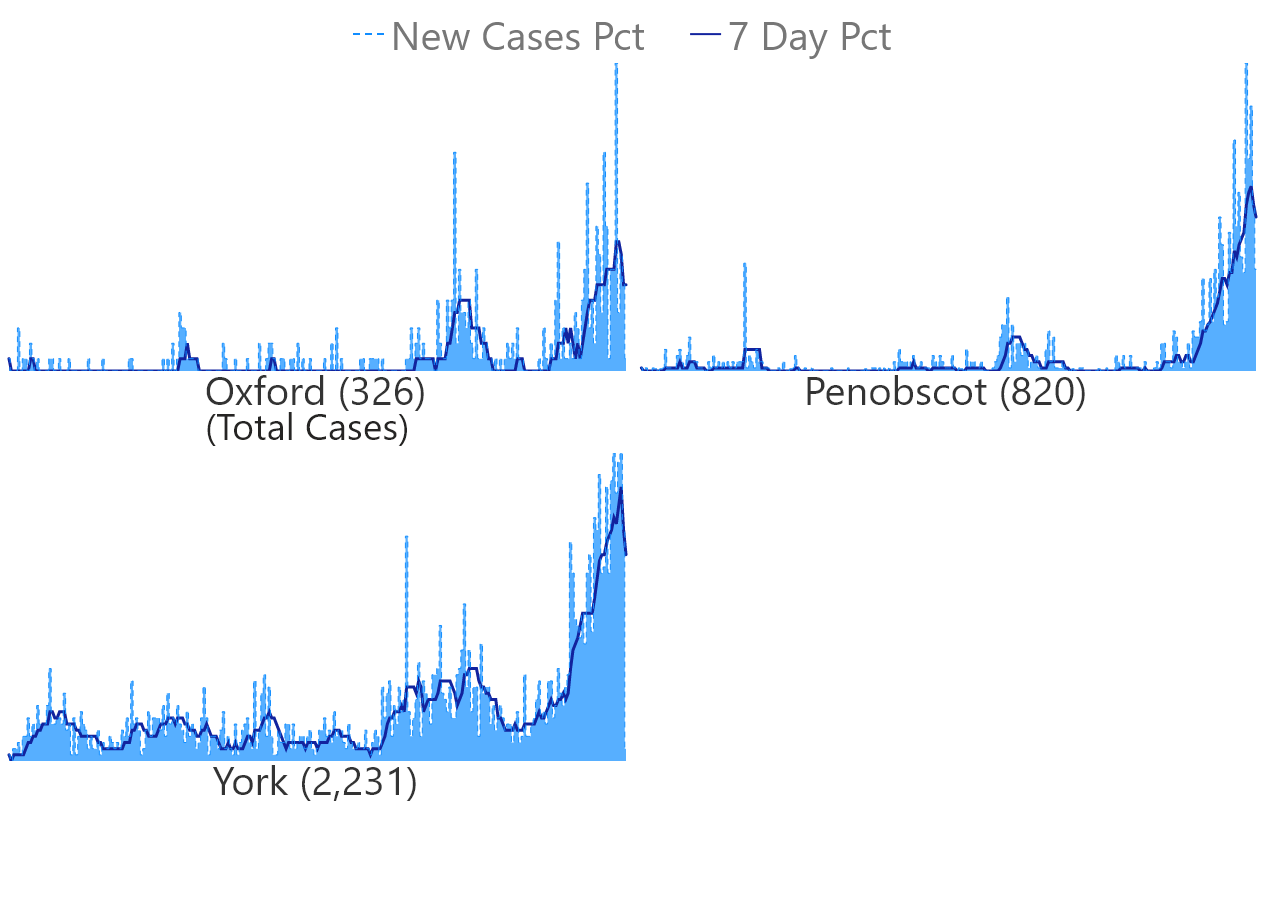 New Cases Pct
7 Day Pct
Oxford (326)
(Total Cases)
Penobscot (820)
York (2,231)